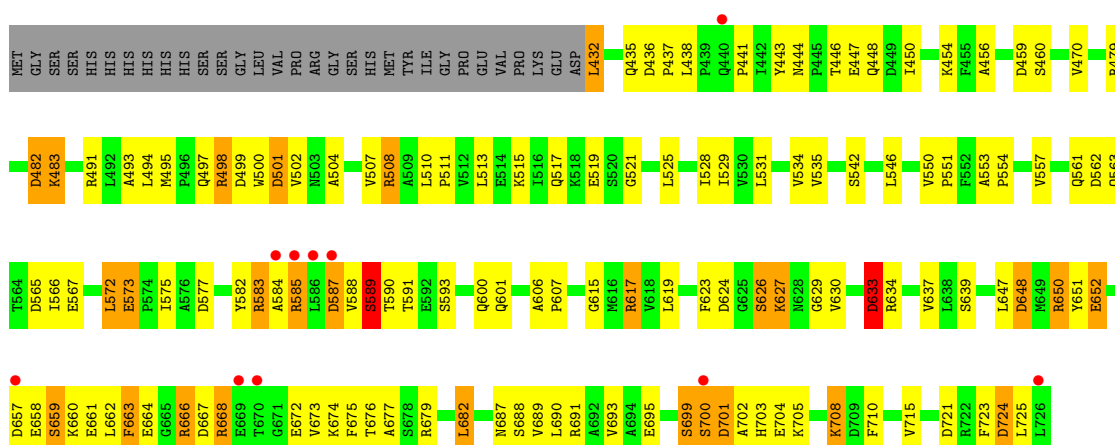 MET GLY SER SER HIS HIS HIS HIS HIS HIS SER SER GLY LEU VAL PRO ARG GLY SER HIS MET TYR ILE GLY PRO GLU VAL PRO LYS GLU ASP L432 Q435 D436 P437 L438 P439 Q440 P441 I442 Y443 N444 P445 T446 E447 Q448 D449 I450 K454 F455 A456 D459 S460 V470
D482 K483 R491 L492 A493 L494 M495 P496 Q497 R498 D499 W500 D501 V502 N503 A504 V507 R508 A509 L510 P511 V512 L513 E514 K515 I516 Q517 K518 E519 S520 G521 L525 I528 I529 V530 L531 V534 V535 S542 L546 V550 P551 F552 A553 P554 V557 Q561 D562
T564 D565 I566 E567 L572 E573 P574 I575 A576 D577 Y582 R583 A584 R585 L586 D587 V588 S589 T590 T591 E592 S593 Q600 Q601 A606 P607 G615 M616 R617 V618 L619 F623 D624 G625 S626 K627 N628 G629 V630 D633 R634 V637 L638 S639 L647 D648 M649 R650 Y651 E652
D657 E658 S659 K660 E661 L662 F663 E664 G665 R666 D667 R668 E669 T670 G671 E672 V673 K674 F675 T676 A677 S678 R679 L682 N687 S688 V689 L690 R691 A692 V693 A694 E695 S699 S700 D701 A702 H703 E704 K705 K708 D709 F710 V715 D721 R722 F723 D724 L725 L726